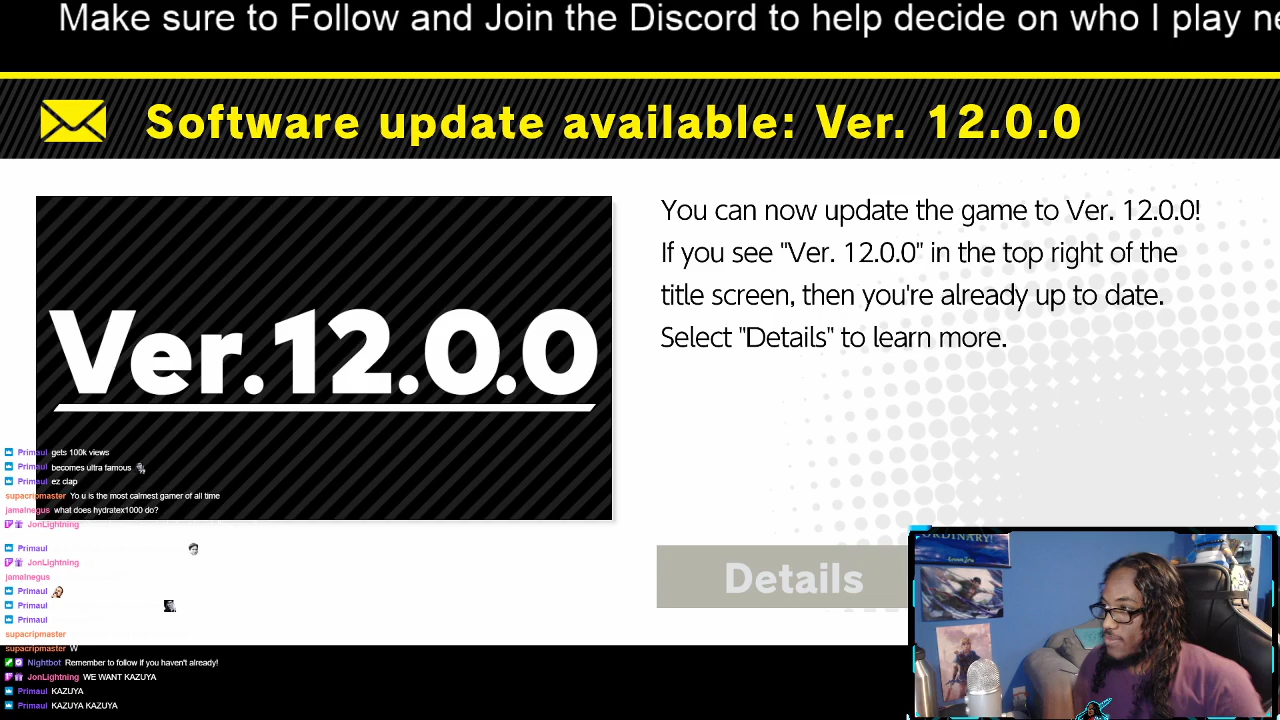 Make sure to Follow and Join the Discord to help decide on who I play
Software update available: Ver. 12.0.0
You can now update the game to Ver. 12.0.0!
If you see "Ver. 12.0.0" in the top right of the
title screen, then you're already up to date.
Select "Details" to learn more.
Ver.12.0.0
Primaul gets 100k views
Primaul becomes ultra famous
Primaul ez clap
supacripmaster Yo u is the most calmest gamer of all time
jamalnegus what does hydratex1000 do?
JonLightning
Primaul
JonLightning
jamalnegus
Primaul
Primaul
Primaul
supacripmaster
supacripmaster W
Nightbot Remember to follow if you haven't already!
JonLightning WE WANT KAZUYA
Primaul KAZUYA
Primaul KAZUYA KAZUYA
Details
ORDINARY!